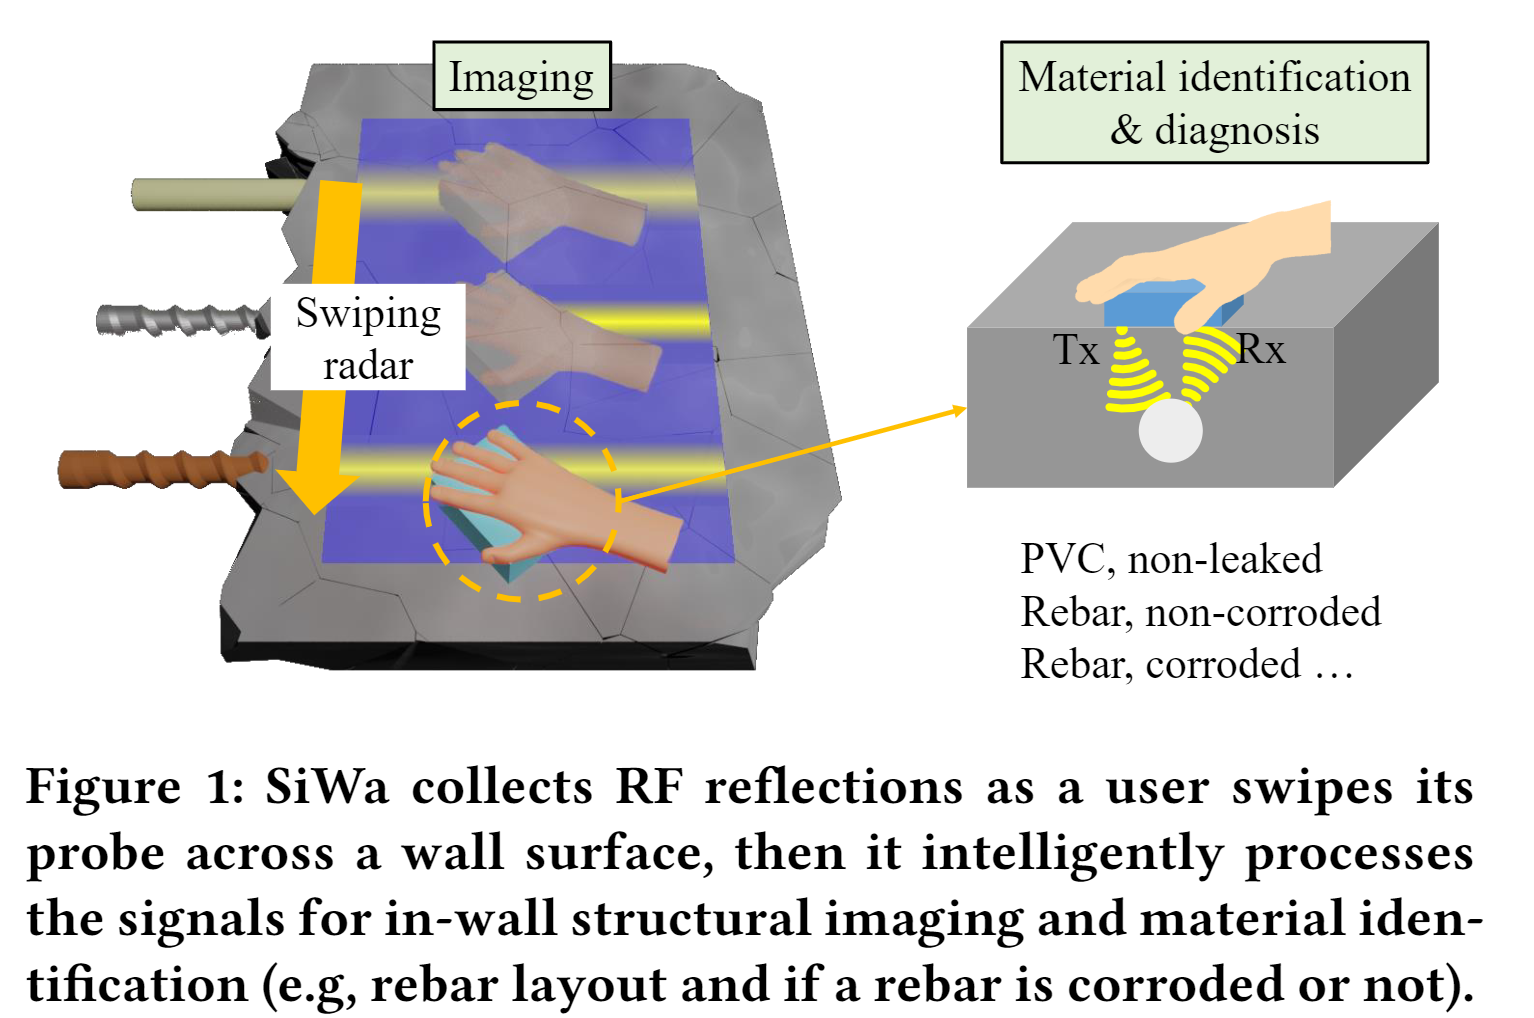 Imaging
Material identification
& diagnosis
Swiping
radar
Tx
Rx
PVC, non-leaked
Rebar, non-corroded
Rebar, corroded …
Figure 1: SiWa collects RF reflections as a user swipes its
probe across a wall surface, then it intelligently processes
the signals for in-wall structural imaging and material iden-
tification (e.g, rebar layout and if a rebar is corroded or not).